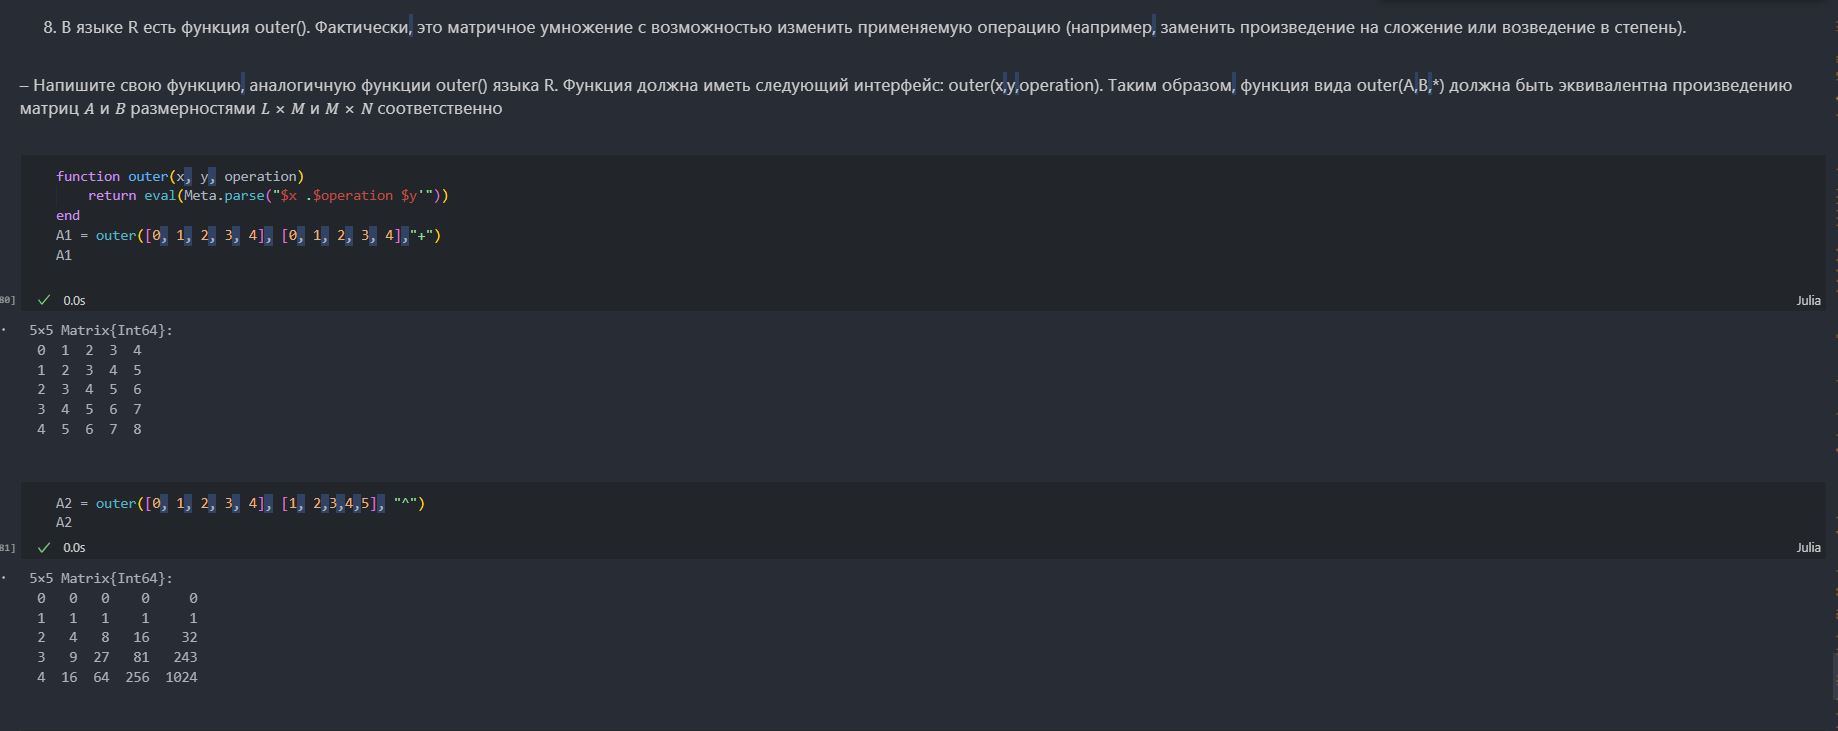 8. В языке R есть функция outer(). Фактически, это матричное умножение с возможностью изменить применяемую операцию (например, заменить произведение на сложение или возведение в степень).
– Напишите свою функцию, аналогичную функции outer() языка R. Функция должна иметь следующий интерфейс: outer(x,y,operation). Таким образом, функция вида outer(A,B,*) должна быть эквивалентна произведению
матриц A и B размерностями L × M и M × N соответственно
function outer(x, y, operation)
return eval(Meta.parse("$x .$operation $y'"))
end
A1 = outer([0, 1, 2, 3, 4], [0, 1, 2, 3, 4],"+")
A1
80] ✓ 0.0s Julia
5×5 Matrix{Int64}:
0 1 2 3 4
1 2 3 4 5
2 3 4 5 6
3 4 5 6 7
4 5 6 7 8
A2 = outer([0, 1, 2, 3, 4], [1, 2,3,4,5], "^")
A2
81] ✓ 0.0s Julia
5×5 Matrix{Int64}:
0 0 0 0 0
1 1 1 1 1
2 4 8 16 32
3 9 27 81 243
4 16 64 256 1024